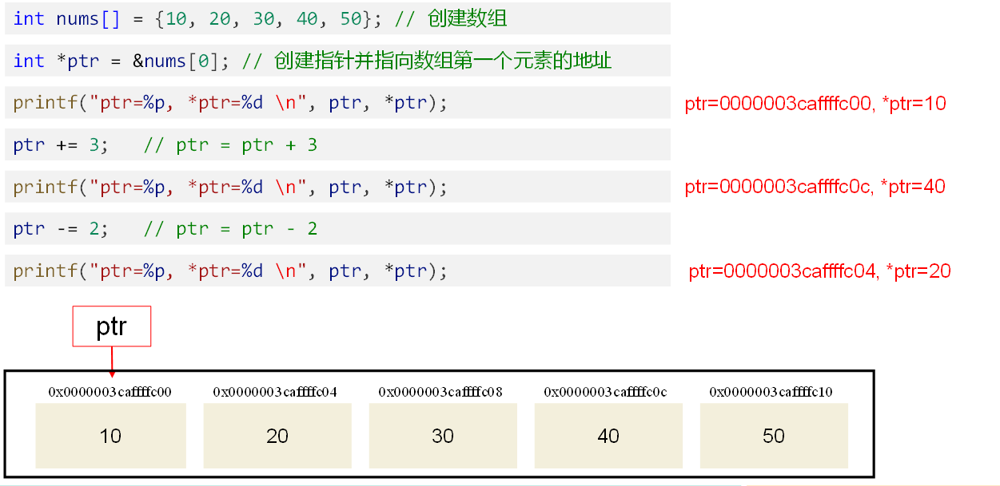 int nums[] = {10, 20, 30, 40, 50}; // 创建数组
int *ptr = &nums[0]; // 创建指针并指向数组第一个元素的地址
printf("ptr=%p, *ptr=%d \n", ptr, *ptr);
ptr=0000003caffffc00, *ptr=10
ptr += 3; // ptr = ptr + 3
printf("ptr=%p, *ptr=%d \n", ptr, *ptr);
ptr=0000003caffffc0c, *ptr=40
ptr -= 2; // ptr = ptr - 2
printf("ptr=%p, *ptr=%d \n", ptr, *ptr);
ptr=0000003caffffc04, *ptr=20
ptr
0x0000003caffffc00 0x0000003caffffc04 0x0000003caffffc08 0x0000003caffffc0c 0x0000003caffffc10
10 20 30 40 50